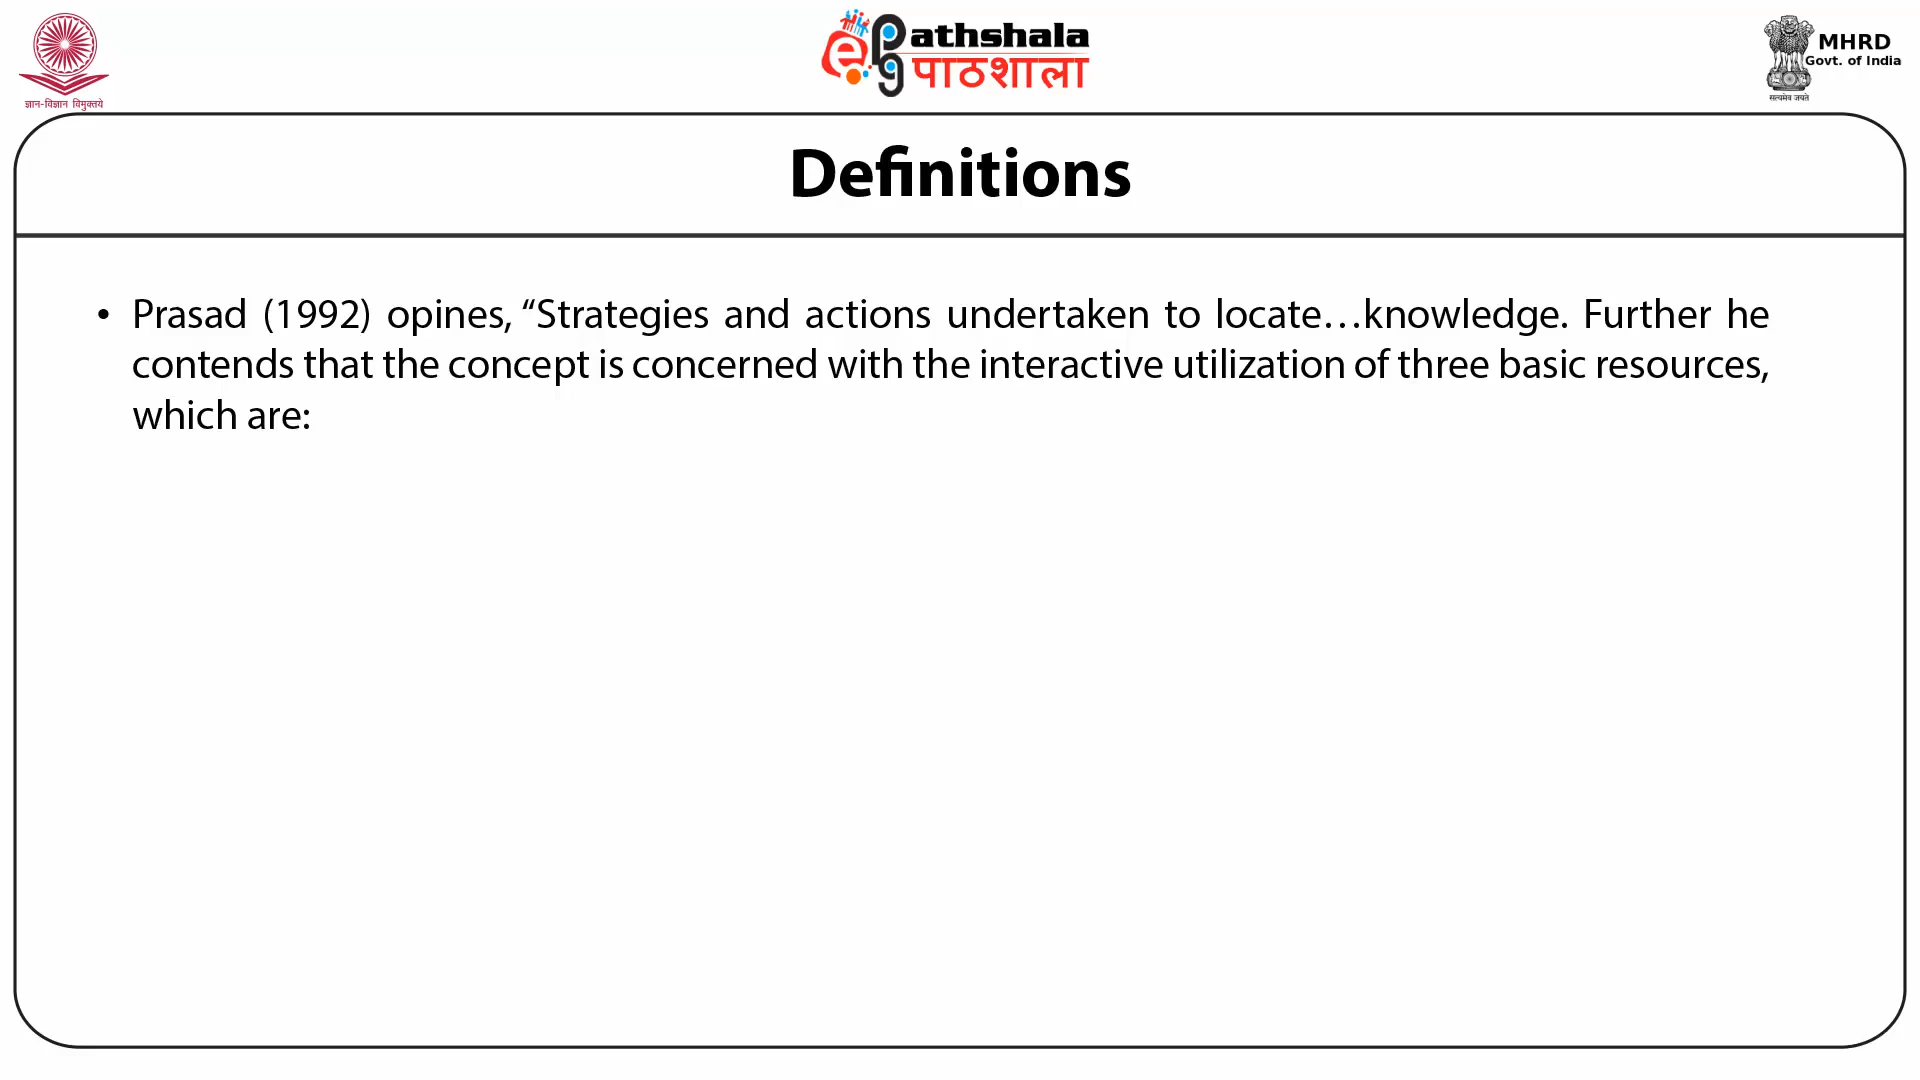 ज्ञान-विज्ञान विमुक्तये
ePathshala
पाठशाला
MHRD
Govt. of India
सत्यमेव जयते
Definitions
• Prasad (1992) opines, “Strategies and actions undertaken to locate…knowledge. Further he
contends that the concept is concerned with the interactive utilization of three basic resources,
which are: